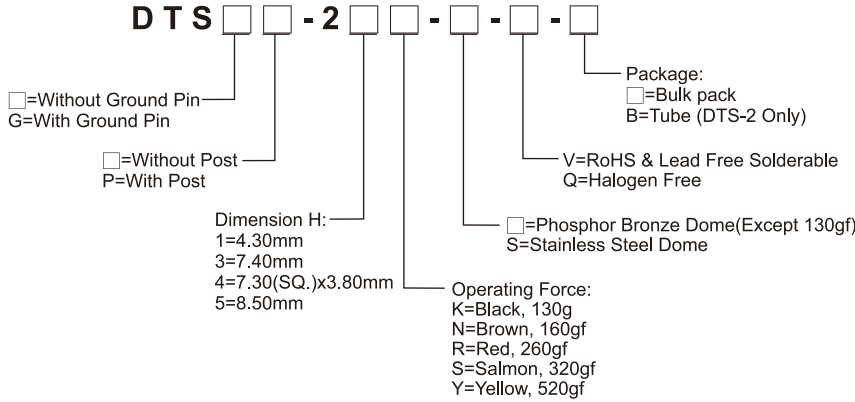 DTS□□-2□□-□-□-□
□=Without Ground Pin
G=With Ground Pin
□=Without Post
P=With Post
Dimension H:
1=4.30mm
3=7.40mm
4=7.30(SQ.)x3.80mm
5=8.50mm
Operating Force:
K=Black, 130g
N=Brown, 160gf
R=Red, 260gf
S=Salmon, 320gf
Y=Yellow, 520gf
□=Phosphor Bronze Dome(Except 130gf)
S=Stainless Steel Dome
V=RoHS & Lead Free Solderable
Q=Halogen Free
Package:
□=Bulk pack
B=Tube (DTS-2 Only)